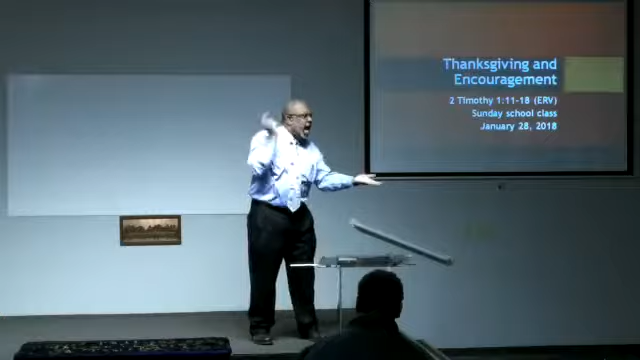 Thanksgiving and
Encouragement
2 Timothy 1:11-18 (ERV)
Sunday school class
January 28, 2018